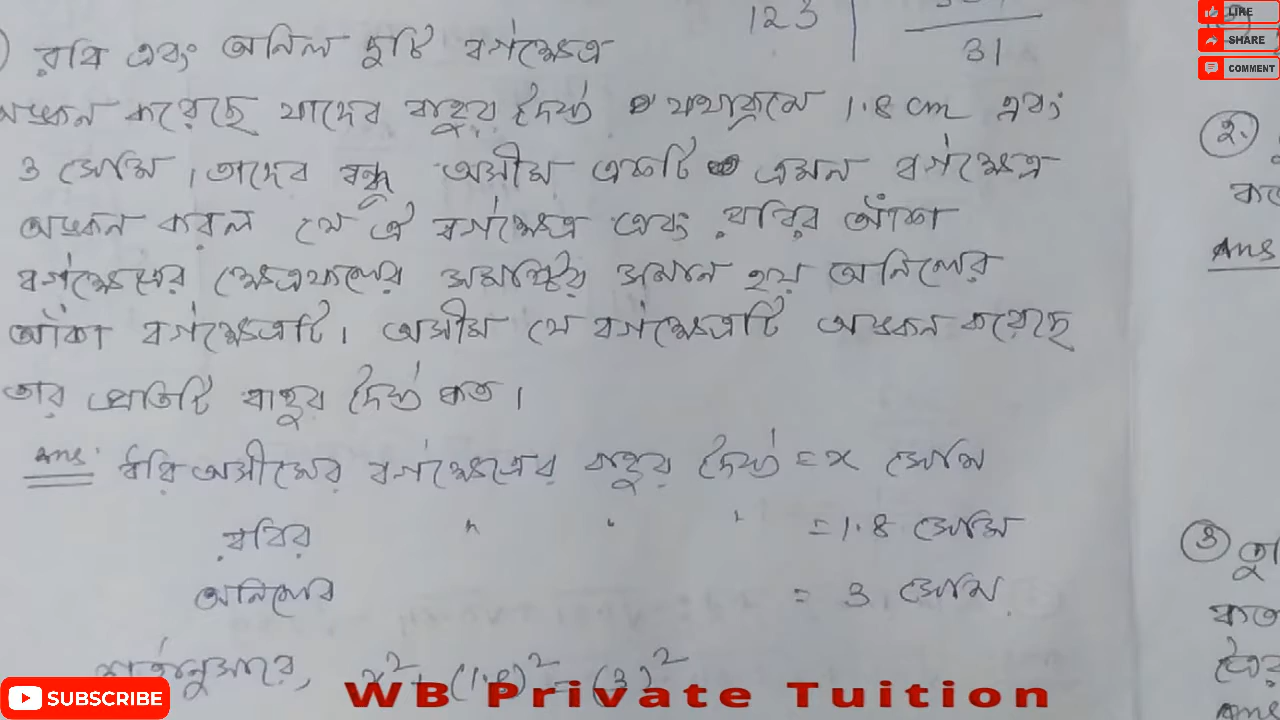 123
31
) রবি এবং অনিল দুটি বর্গক্ষেত্র
অঙ্কন করেছে যাদের বাহুর দৈর্ঘ্য যথাক্রমে 1.8 cm এবং
3 সেমি। তাদের বন্ধু অসীম একটি এমন বর্গক্ষেত্র
অঙ্কন করল যে ঐ বর্গক্ষেত্র এবং রবির আঁকা
বর্গক্ষেত্রের ক্ষেত্রফলের সমষ্টির সমান হয় অনিলের
আঁকা বর্গক্ষেত্রটি। অসীম যে বর্গক্ষেত্রটি অঙ্কন করেছে
তার প্রতিটি বাহুর দৈর্ঘ্য কত।
Ans: ধরি অসীমের বর্গক্ষেত্রের বাহুর দৈর্ঘ্য = x সেমি
রবির " " " = 1.8 সেমি
অনিলের = 3 সেমি
শর্তানুসারে, x² + (1.8)² = (3)²
২.
Ans
৩
Ans
LIKE
SHARE
COMMENT
SUBSCRIBE
WB Private Tuition